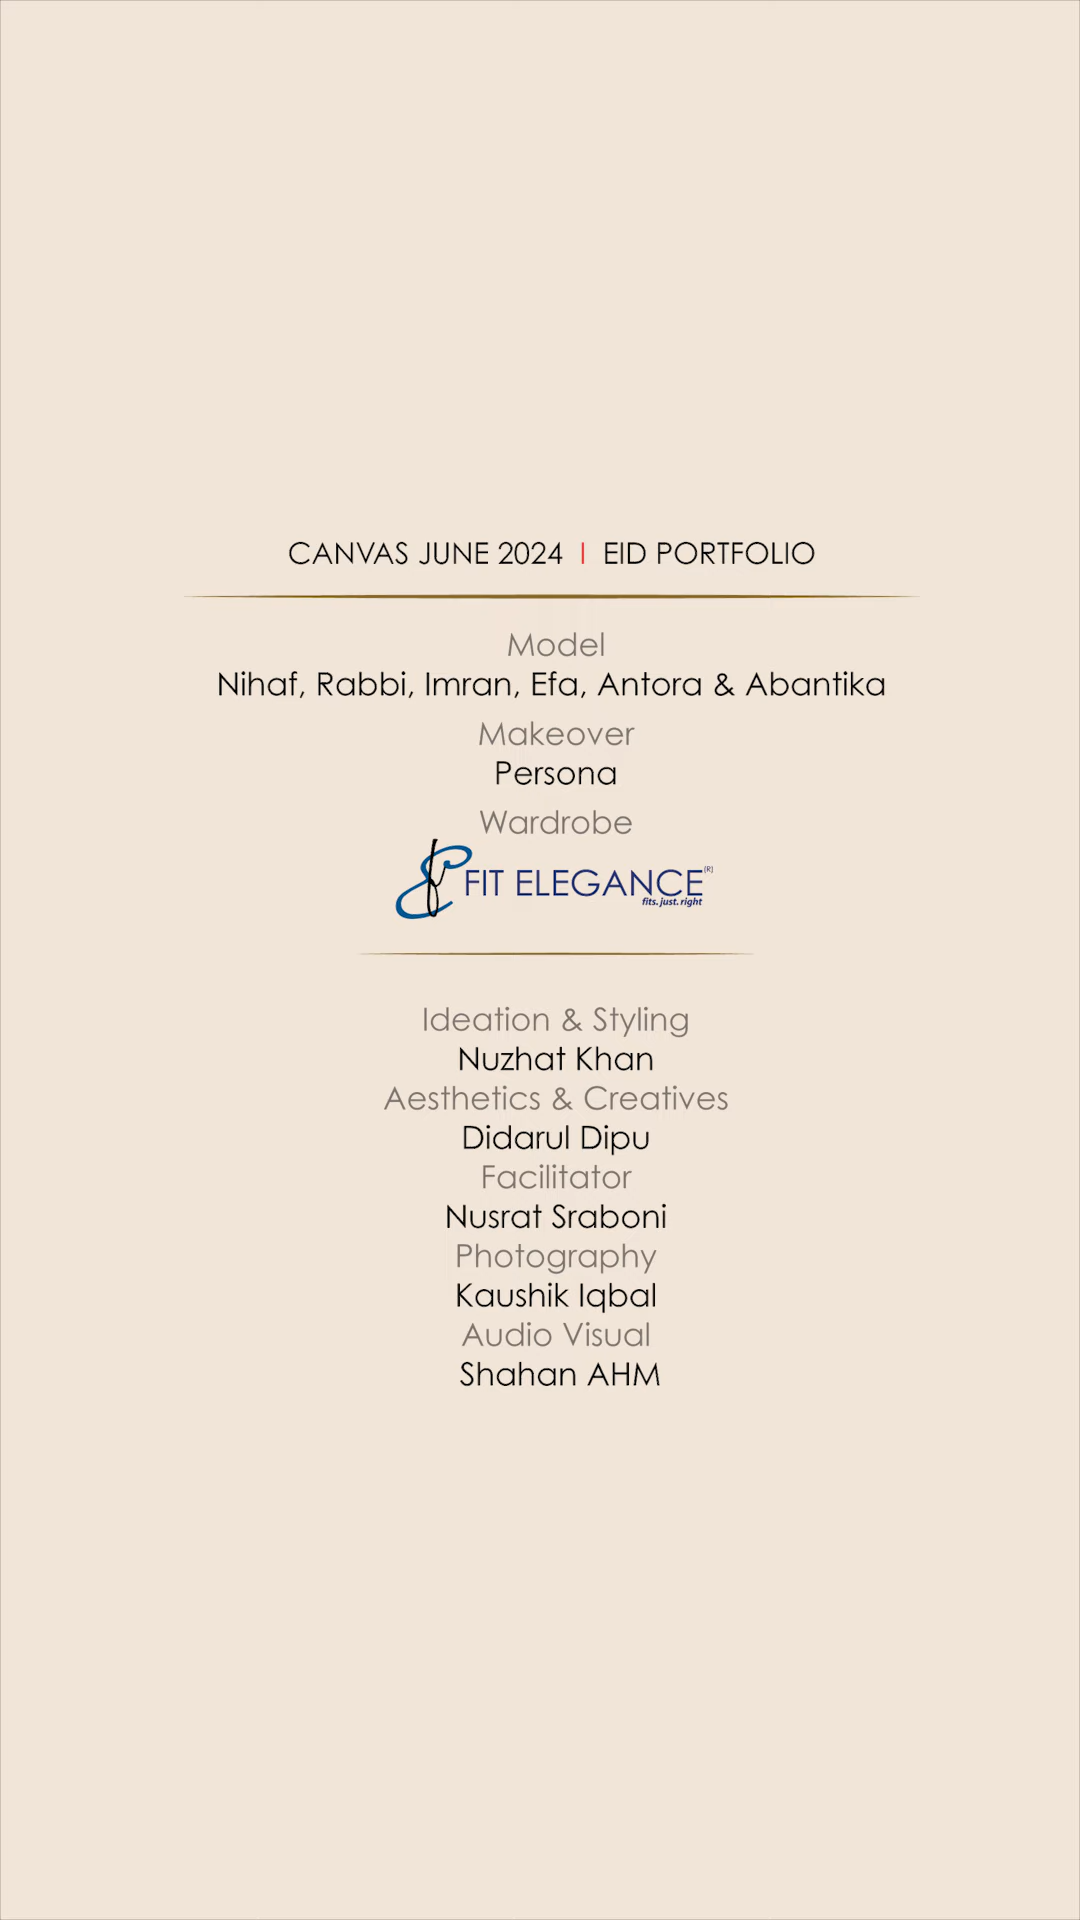 CANVAS JUNE 2024 | EID PORTFOLIO
Model
Nihaf, Rabbi, Imran, Efa, Antora & Abantika
Makeover
Persona
Wardrobe
FIT ELEGANCE (R)
fits. just. right
Ideation & Styling
Nuzhat Khan
Aesthetics & Creatives
Didarul Dipu
Facilitator
Nusrat Sraboni
Photography
Kaushik Iqbal
Audio Visual
Shahan AHM